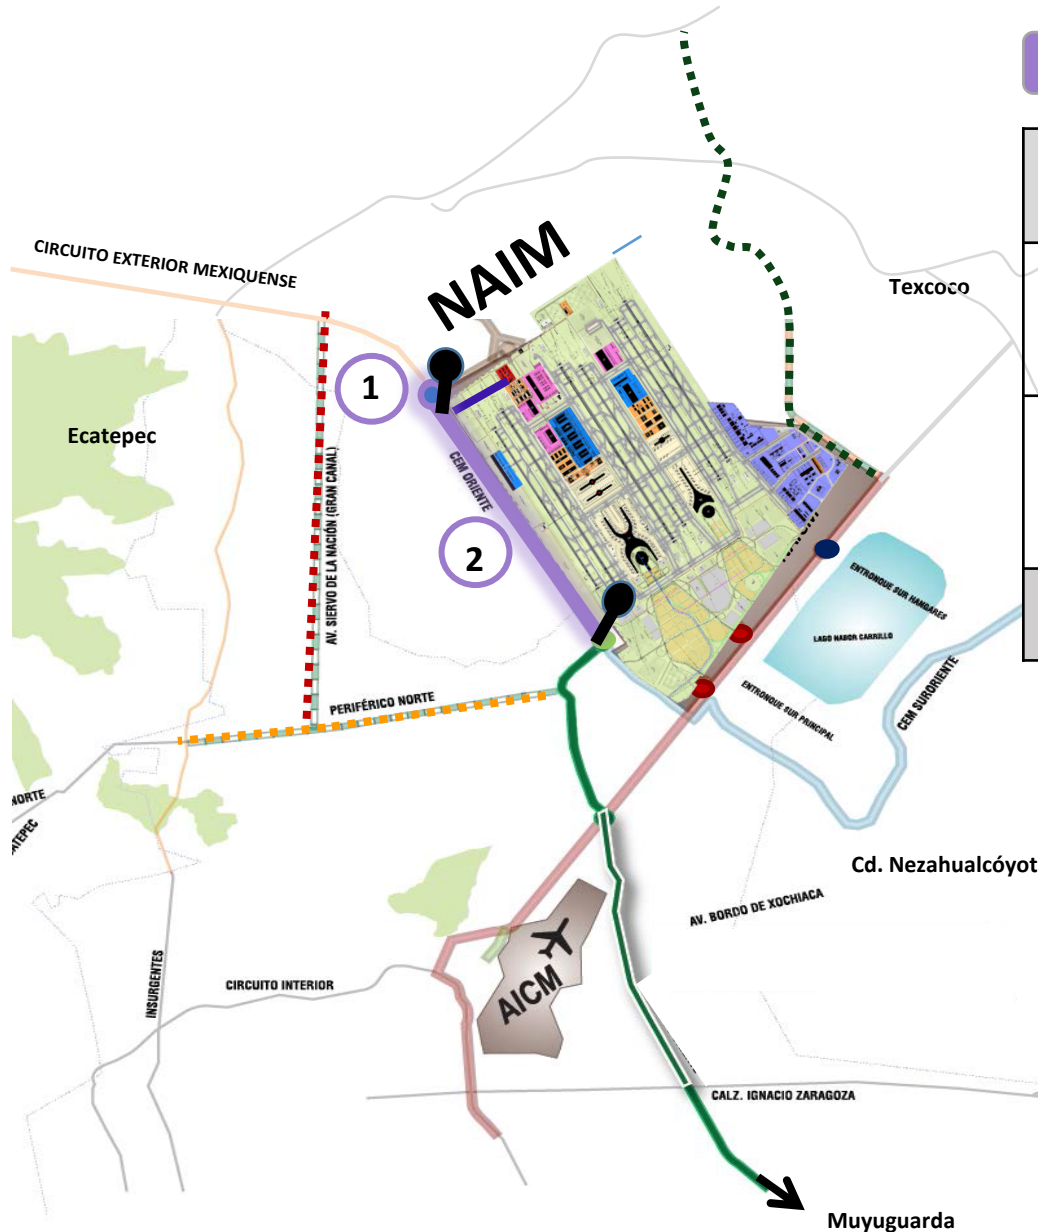 CIRCUITO EXTERIOR MEXIQUENSE
NAIM
Texcoco
1
Ecatepec
CEM ORIENTE
2
AV. SIERVO DE LA NACIÓN (GRAN CANAL)
ENTRONQUE SUR HANGARES
LAGO NABOR CARRILLO
CEM SURORIENTE
ENTRONQUE SUR PRINCIPAL
PERIFÉRICO NORTE
NORTE
ATEPEC
Cd. Nezahualcóyot
AV. BORDO DE XOCHIACA
AICM
INSURGENTES
CIRCUITO INTERIOR
CALZ. IGNACIO ZARAGOZA
Muyuguarda